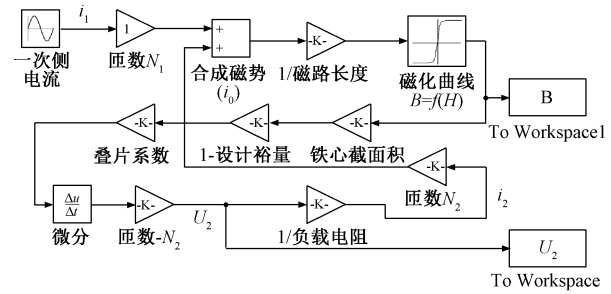 i₁
1
一次侧
电流
匝数N₁
+
+
合成磁势
(i₀)
-K-
1/磁路长度
磁化曲线
B=f(H)
B
To Workspace1
-K-
叠片系数
-K-
1-设计裕量
-K-
铁心截面积
-K-
匝数N₂
i₂
Δu
Δt
微分
-K-
匝数-N₂
U₂
-K-
1/负载电阻
U₂
To Workspace